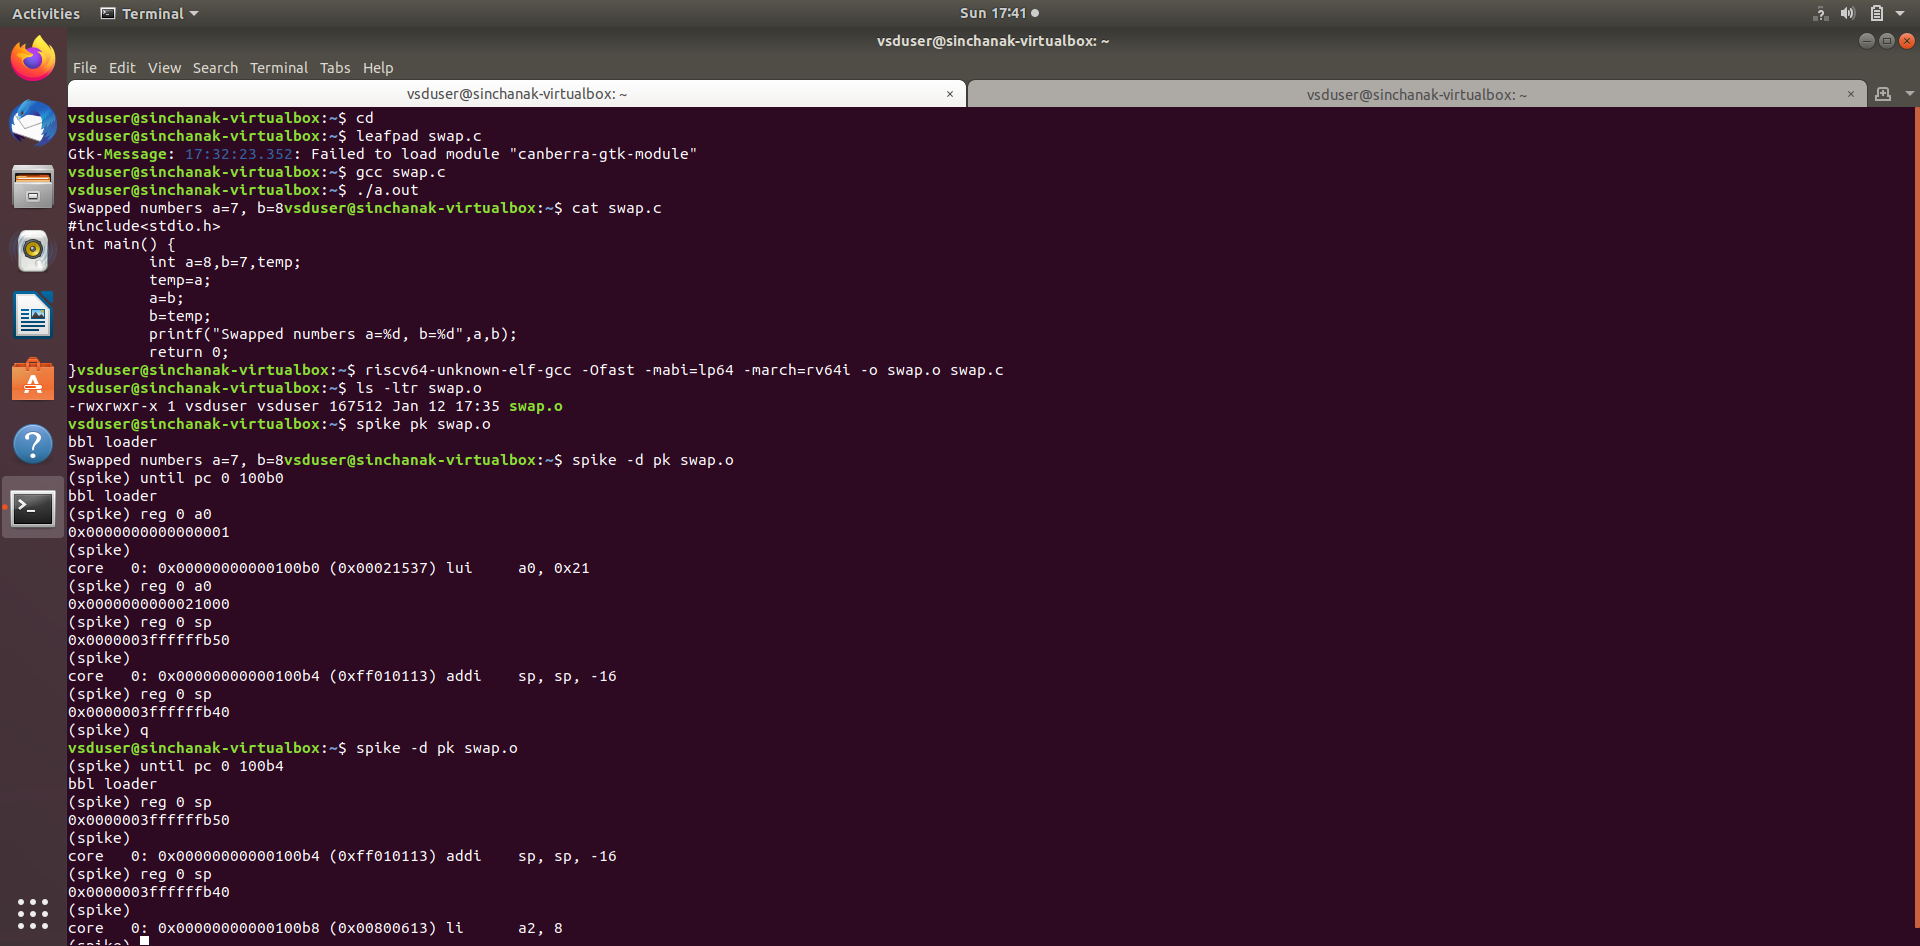 Activities Terminal Sun 17:41
vsduser@sinchanak-virtualbox: ~
File Edit View Search Terminal Tabs Help
vsduser@sinchanak-virtualbox: ~ × vsduser@sinchanak-virtualbox: ~ ×
vsduser@sinchanak-virtualbox:~$ cd
vsduser@sinchanak-virtualbox:~$ leafpad swap.c
Gtk-Message: 17:32:23.352: Failed to load module "canberra-gtk-module"
vsduser@sinchanak-virtualbox:~$ gcc swap.c
vsduser@sinchanak-virtualbox:~$ ./a.out
Swapped numbers a=7, b=8vsduser@sinchanak-virtualbox:~$ cat swap.c
#include<stdio.h>
int main() {
         int a=8,b=7,temp;
         temp=a;
         a=b;
         b=temp;
         printf("Swapped numbers a=%d, b=%d",a,b);
         return 0;
}vsduser@sinchanak-virtualbox:~$ riscv64-unknown-elf-gcc -Ofast -mabi=lp64 -march=rv64i -o swap.o swap.c
vsduser@sinchanak-virtualbox:~$ ls -ltr swap.o
-rwxrwxr-x 1 vsduser vsduser 167512 Jan 12 17:35 swap.o
vsduser@sinchanak-virtualbox:~$ spike pk swap.o
bbl loader
Swapped numbers a=7, b=8vsduser@sinchanak-virtualbox:~$ spike -d pk swap.o
(spike) until pc 0 100b0
bbl loader
(spike) reg 0 a0
0x0000000000000001
(spike)
core   0: 0x00000000000100b0 (0x00021537) lui     a0, 0x21
(spike) reg 0 a0
0x0000000000021000
(spike) reg 0 sp
0x0000003ffffffb50
(spike)
core   0: 0x00000000000100b4 (0xff010113) addi    sp, sp, -16
(spike) reg 0 sp
0x0000003ffffffb40
(spike) q
vsduser@sinchanak-virtualbox:~$ spike -d pk swap.o
(spike) until pc 0 100b4
bbl loader
(spike) reg 0 sp
0x0000003ffffffb50
(spike)
core   0: 0x00000000000100b4 (0xff010113) addi    sp, sp, -16
(spike) reg 0 sp
0x0000003ffffffb40
(spike)
core   0: 0x00000000000100b8 (0x00800613) li      a2, 8
(spike)